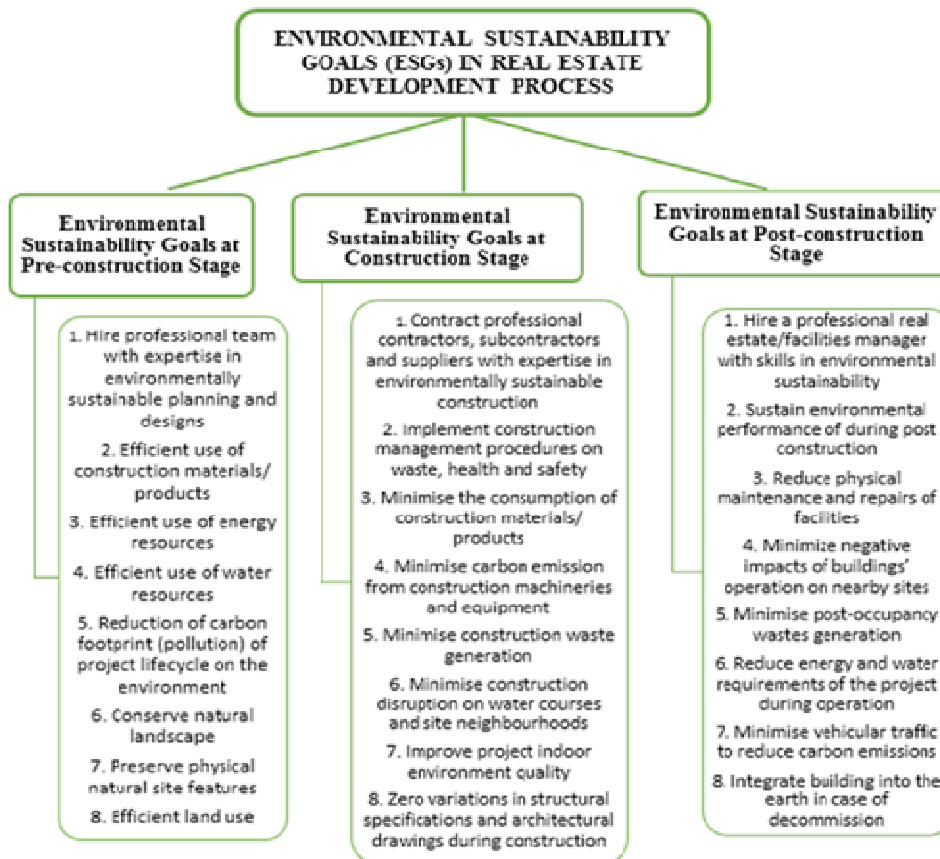 ENVIRONMENTAL SUSTAINABILITY
GOALS (ESGs) IN REAL ESTATE
DEVELOPMENT PROCESS
Environmental
Sustainability Goals at
Pre-construction Stage
1. Hire professional team
with expertise in
environmentally
sustainable planning and
designs
2. Efficient use of
construction materials/
products
3. Efficient use of energy
resources
4. Efficient use of water
resources
5. Reduction of carbon
footprint (pollution) of
project lifecycle on the
environment
6. Conserve natural
landscape
7. Preserve physical
natural site features
8. Efficient land use
Environmental
Sustainability Goals at
Construction Stage
1. Contract professional
contractors, subcontractors
and suppliers with expertise in
environmentally sustainable
construction
2. Implement construction
management procedures on
waste, health and safety
3. Minimise the consumption of
construction materials/
products
4. Minimise carbon emission
from construction machineries
and equipment
5. Minimise construction waste
generation
6. Minimise construction
disruption on water courses
and site neighbourhoods
7. Improve project indoor
environment quality
8. Zero variations in structural
specifications and architectural
drawings during construction
Environmental Sustainability
Goals at Post-construction
Stage
1. Hire a professional real
estate/facilities manager
with skills in environmental
sustainability
2. Sustain environmental
performance of during post
construction
3. Reduce physical
maintenance and repairs of
facilities
4. Minimize negative
impacts of buildings'
operation on nearby sites
5. Minimise post-occupancy
wastes generation
6. Reduce energy and water
requirements of the project
during operation
7. Minimise vehicular traffic
to reduce carbon emissions
8. Integrate building into the
earth in case of
decommission